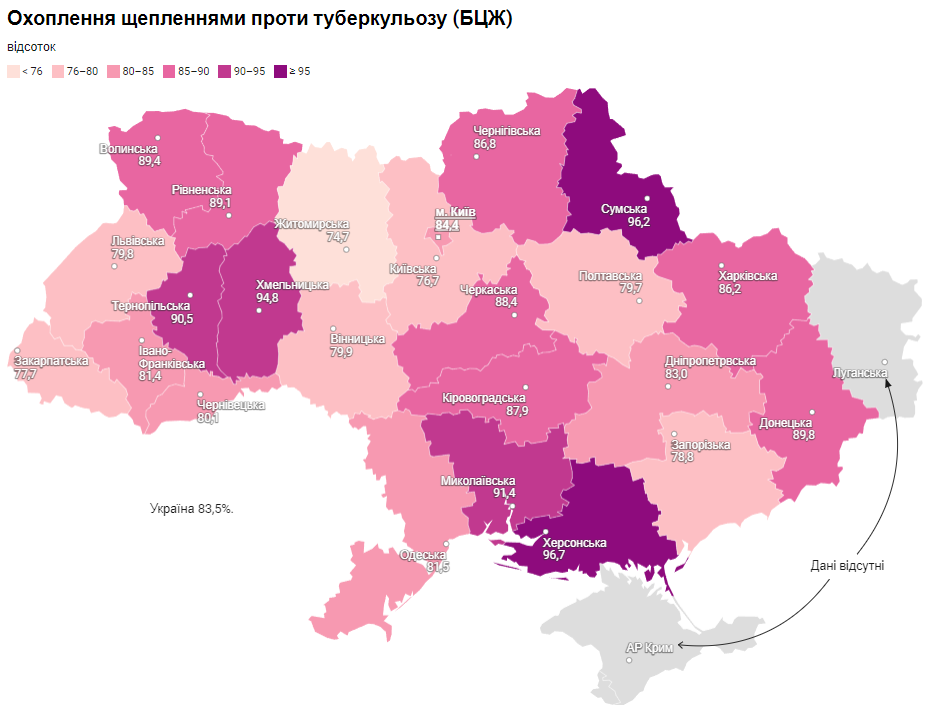 Охоплення щепленнями проти туберкульозу (БЦЖ)
відсоток
< 76
76–80
80–85
85–90
90–95
≥ 95
Чернігівська
86,8
Волинська
89,4
Рівненська
89,1
Сумська
96,2
м. Київ
84,4
Житомирська
74,7
Львівська
79,8
Київська
76,7
Полтавська
79,7
Харківська
86,2
Хмельницька
94,8
Черкаська
88,4
Тернопільська
90,5
Вінницька
79,9
Івано-
Франківська
81,4
Закарпатська
77,7
Дніпропетрвська
83,0
Луганська
Чернівецька
80,1
Кіровоградська
87,9
Донецька
89,8
Запорізька
78,8
Миколаївська
91,4
Україна 83,5%.
Херсонська
96,7
Одеська
81,5
Дані відсутні
АР Крим